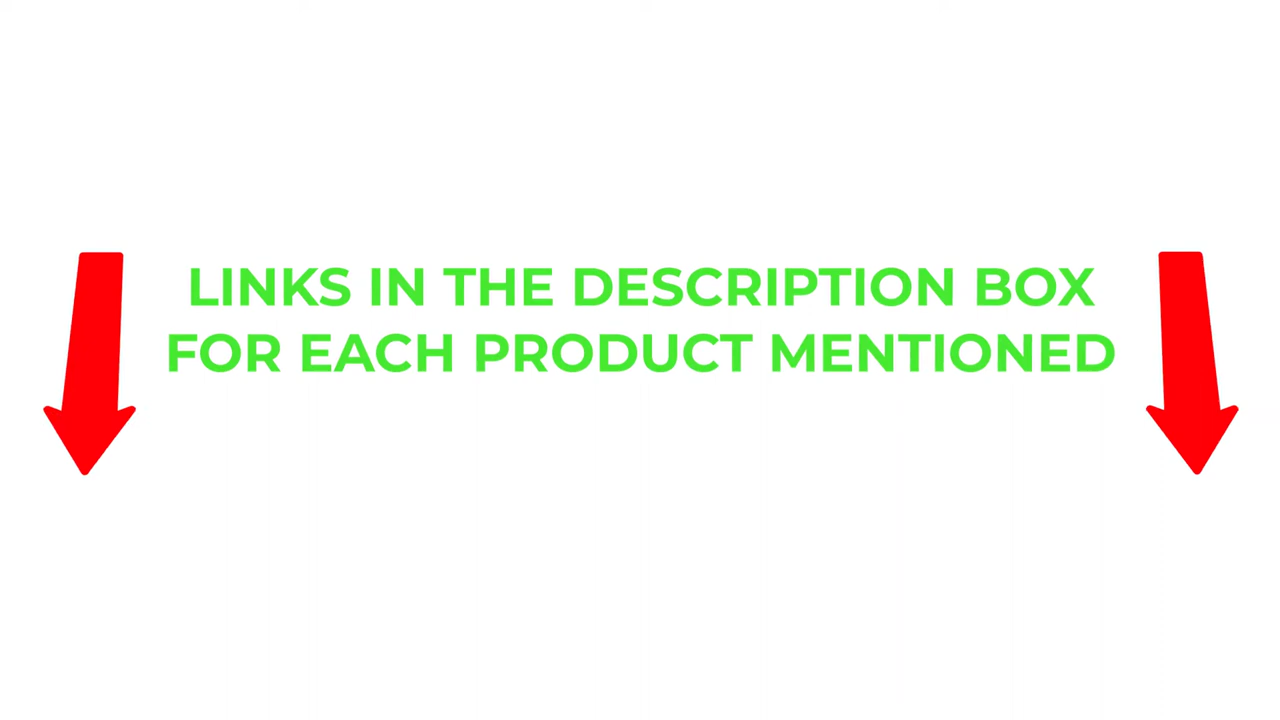 LINKS IN THE DESCRIPTION BOX
FOR EACH PRODUCT MENTIONED